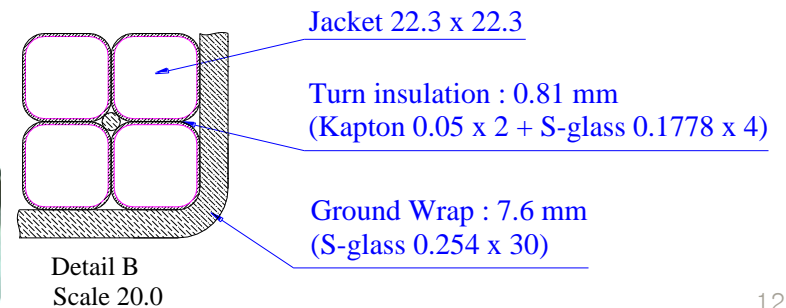 Jacket 22.3 x 22.3
Turn insulation : 0.81 mm
(Kapton 0.05 x 2 + S-glass 0.1778 x 4)
Ground Wrap : 7.6 mm
(S-glass 0.254 x 30)
Detail B
Scale 20.0
12